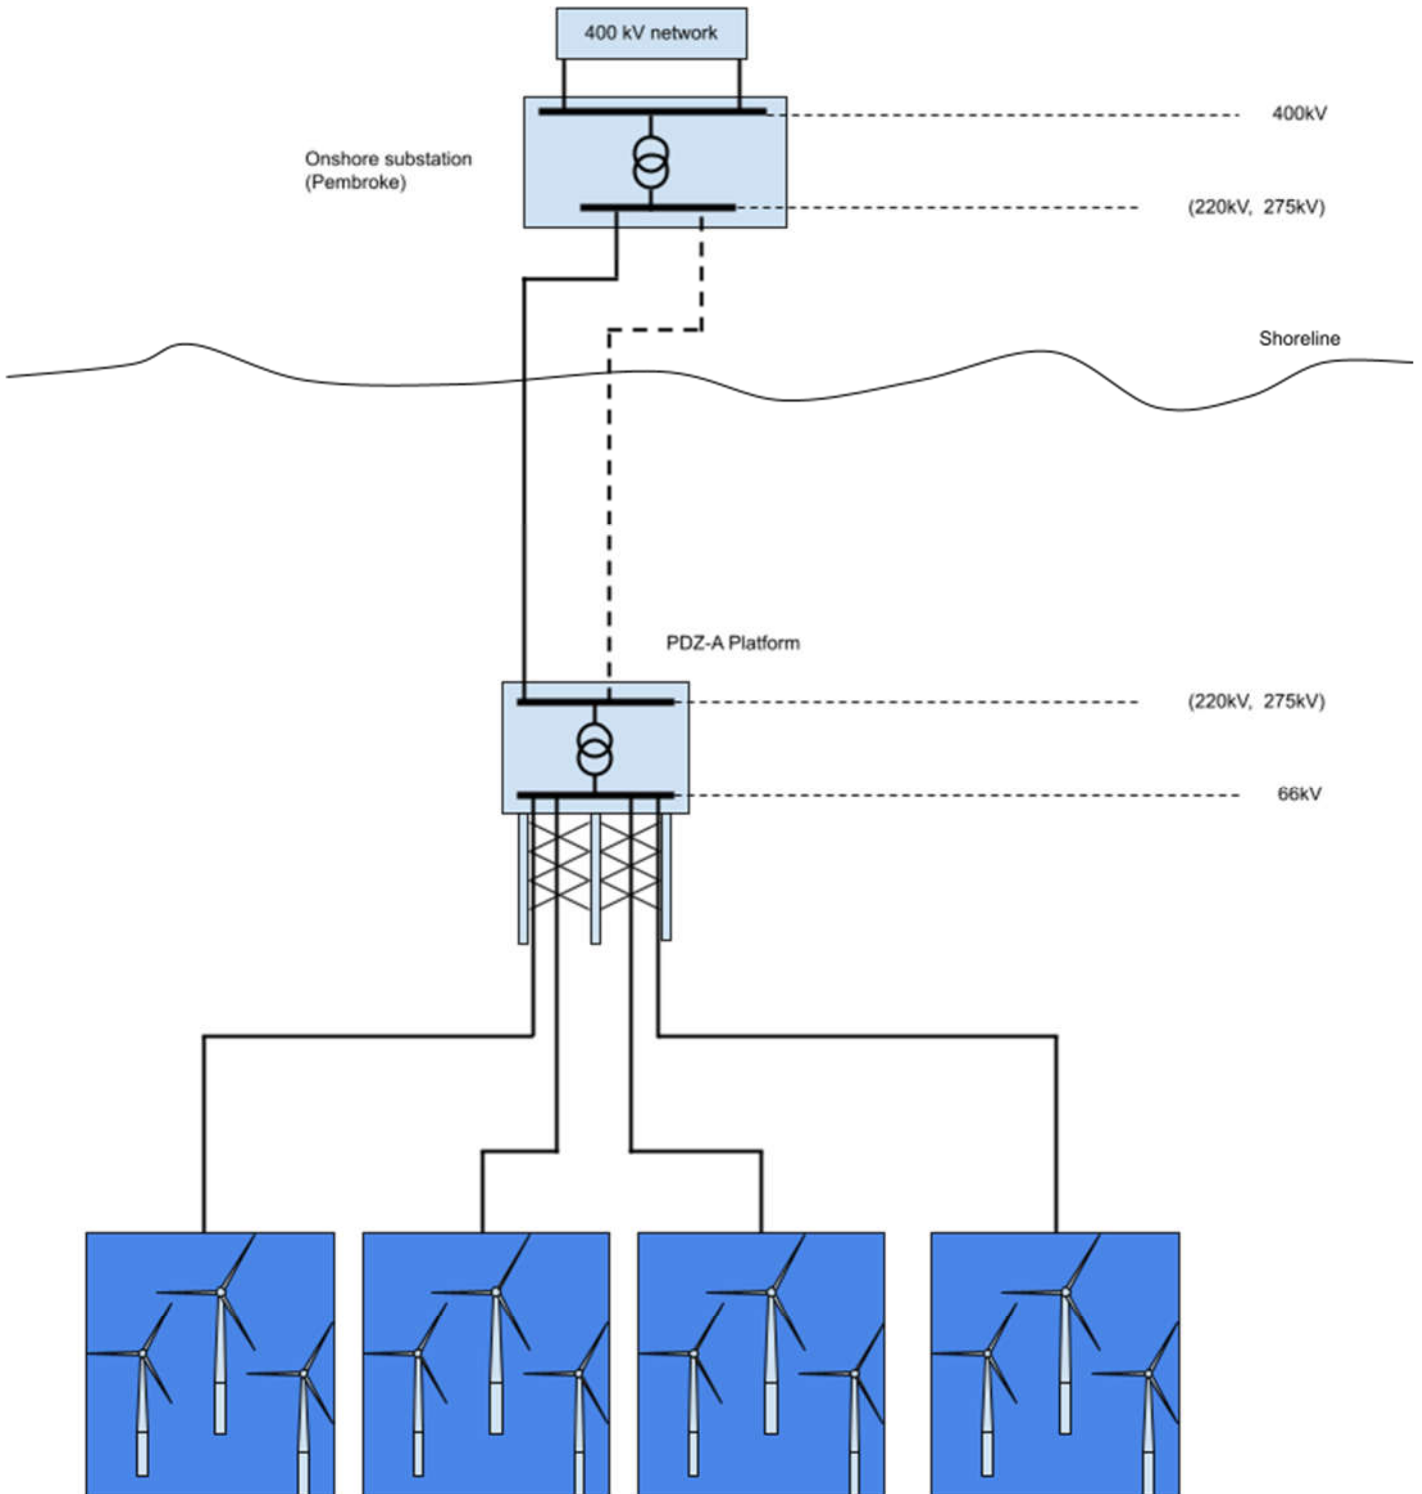 400 kV network
400kV
Onshore substation
(Pembroke)
(220kV, 275kV)
Shoreline
PDZ-A Platform
(220kV, 275kV)
66kV